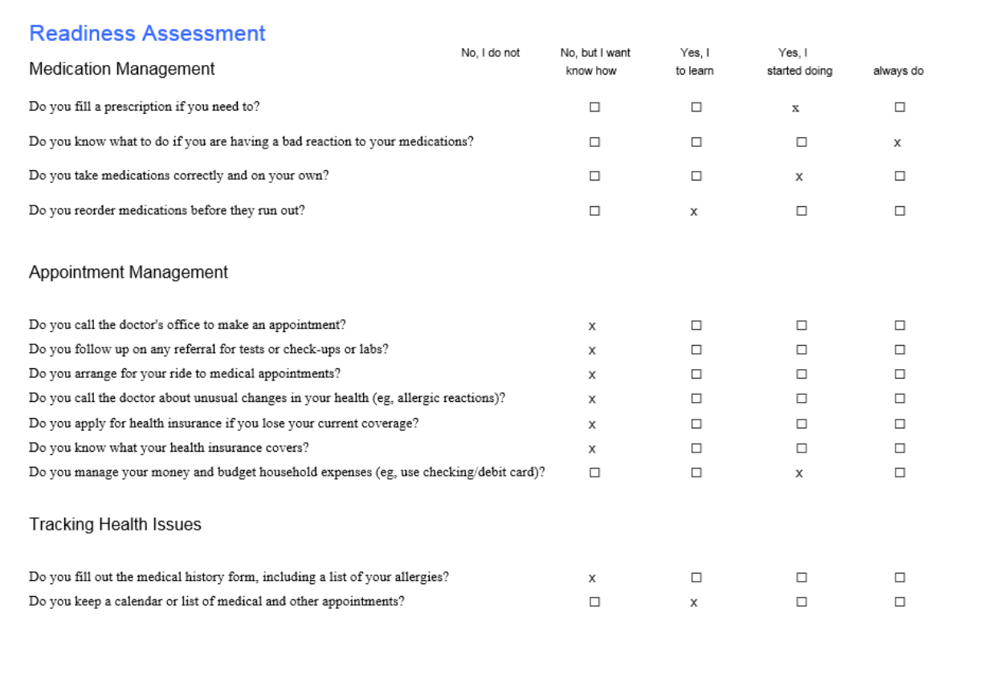 Readiness Assessment
No, I do not No, but I want Yes, I Yes, I
Medication Management know how to learn started doing always do
Do you fill a prescription if you need to? ☐ ☐ x ☐
Do you know what to do if you are having a bad reaction to your medications? ☐ ☐ ☐ x
Do you take medications correctly and on your own? ☐ ☐ x ☐
Do you reorder medications before they run out? ☐ x ☐ ☐
Appointment Management
Do you call the doctor's office to make an appointment? x ☐ ☐ ☐
Do you follow up on any referral for tests or check-ups or labs? x ☐ ☐ ☐
Do you arrange for your ride to medical appointments? x ☐ ☐ ☐
Do you call the doctor about unusual changes in your health (eg, allergic reactions)? x ☐ ☐ ☐
Do you apply for health insurance if you lose your current coverage? x ☐ ☐ ☐
Do you know what your health insurance covers? x ☐ ☐ ☐
Do you manage your money and budget household expenses (eg, use checking/debit card)? ☐ ☐ x ☐
Tracking Health Issues
Do you fill out the medical history form, including a list of your allergies? x ☐ ☐ ☐
Do you keep a calendar or list of medical and other appointments? ☐ x ☐ ☐